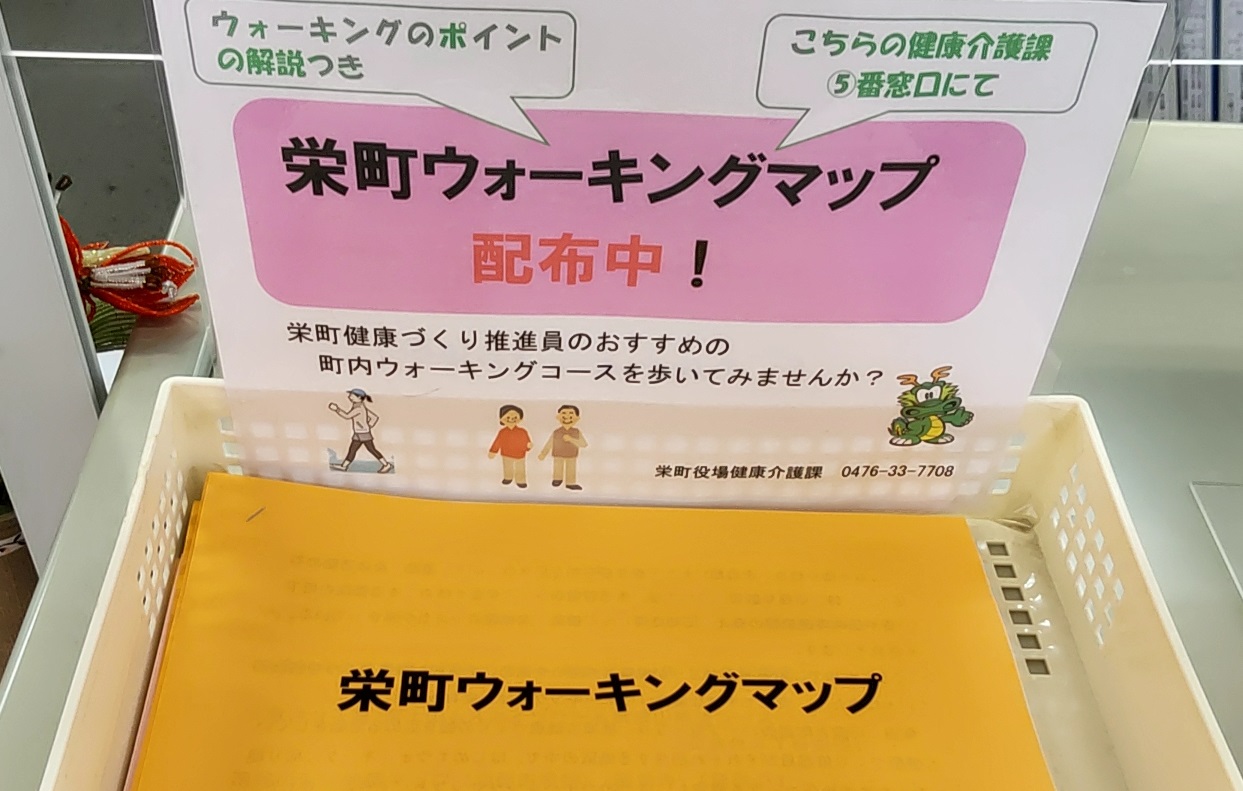 ウォーキングのポイント
の解説つき
こちらの健康介護課
⑤番窓口にて
栄町ウォーキングマップ
配布中！
栄町健康づくり推進員のおすすめの
町内ウォーキングコースを歩いてみませんか？
栄町役場健康介護課 0476-33-7708
栄町ウォーキングマップ